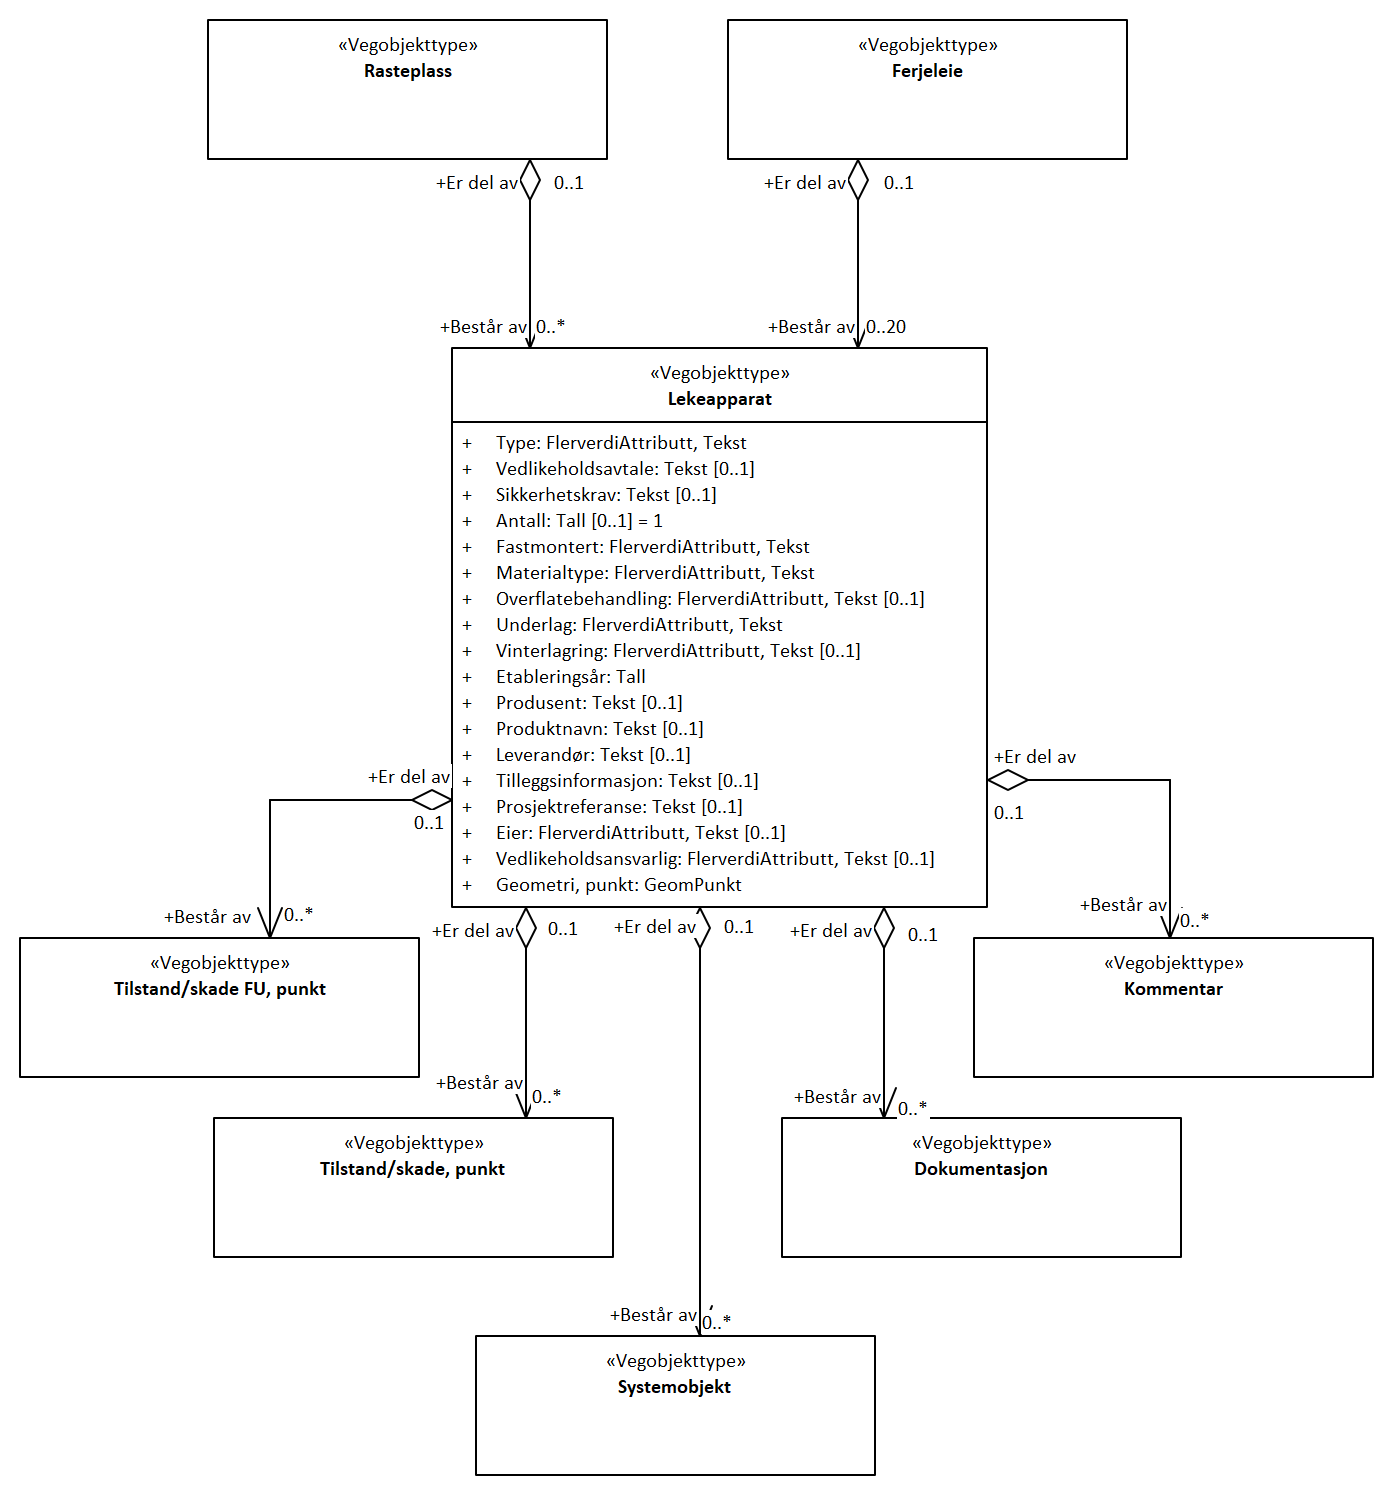 «Vegobjekttype»
Rasteplass
«Vegobjekttype»
Ferjeleie
+Er del av 0..1
+Er del av 0..1
+Består av 0..*
+Består av 0..20
«Vegobjekttype»
Lekeapparat
+ Type: FlerverdiAttributt, Tekst
+ Vedlikeholdsavtale: Tekst [0..1]
+ Sikkerhetskrav: Tekst [0..1]
+ Antall: Tall [0..1] = 1
+ Fastmontert: FlerverdiAttributt, Tekst
+ Materialtype: FlerverdiAttributt, Tekst
+ Overflatebehandling: FlerverdiAttributt, Tekst [0..1]
+ Underlag: FlerverdiAttributt, Tekst
+ Vinterlagring: FlerverdiAttributt, Tekst [0..1]
+ Etableringsår: Tall
+ Produsent: Tekst [0..1]
+ Produktnavn: Tekst [0..1]
+ Leverandør: Tekst [0..1]
+ Tilleggsinformasjon: Tekst [0..1]
+ Prosjektreferanse: Tekst [0..1]
+ Eier: FlerverdiAttributt, Tekst [0..1]
+ Vedlikeholdsansvarlig: FlerverdiAttributt, Tekst [0..1]
+ Geometri, punkt: GeomPunkt
+Er del av
0..1
+Er del av
0..1
+Består av 0..*
+Er del av 0..1
+Er del av 0..1
+Er del av 0..1
+Består av
0..*
«Vegobjekttype»
Tilstand/skade FU, punkt
«Vegobjekttype»
Kommentar
+Består av
0..*
+Består av
0..*
«Vegobjekttype»
Tilstand/skade, punkt
«Vegobjekttype»
Dokumentasjon
+Består av
0..*
«Vegobjekttype»
Systemobjekt